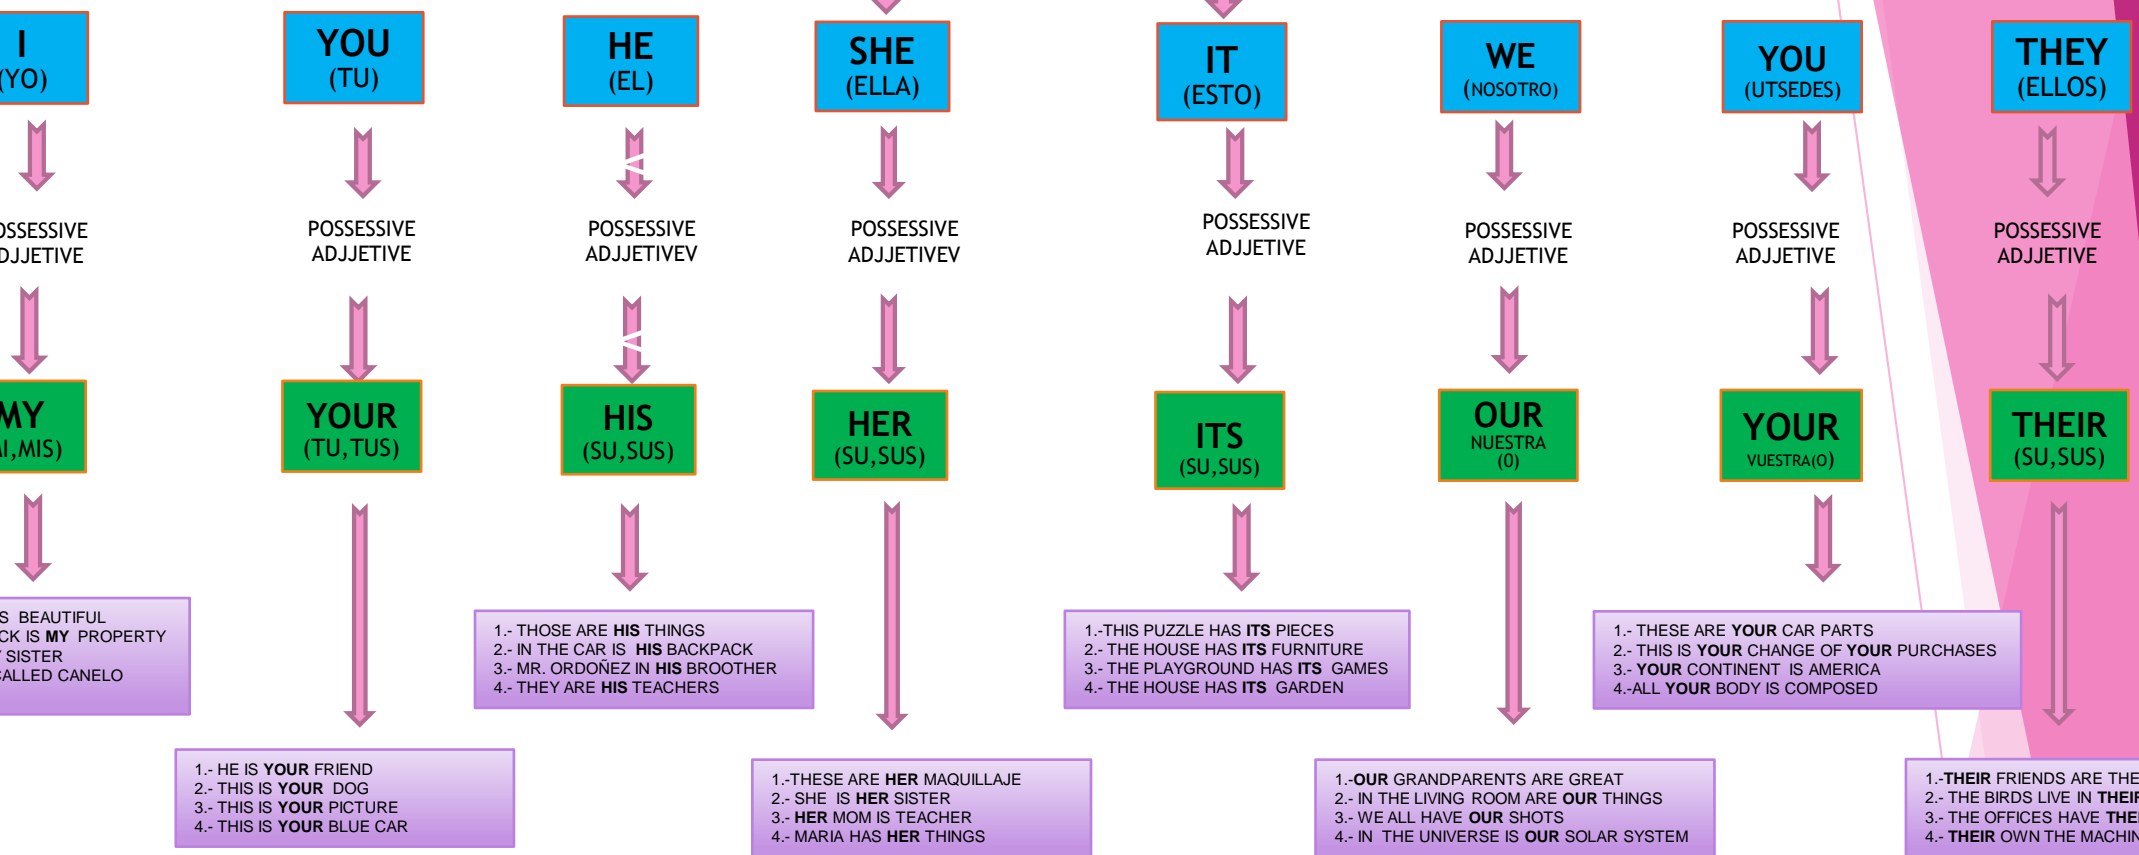 I
(YO)
YOU
(TU)
HE
(EL)
SHE
(ELLA)
IT
(ESTO)
WE
(NOSOTRO)
YOU
(UTSEDES)
THEY
(ELLOS)
OSSESSIVE
DJJETIVE
POSSESSIVE
ADJJETIVE
POSSESSIVE
ADJJETIVEV
POSSESSIVE
ADJJETIVEV
POSSESSIVE
ADJJETIVE
POSSESSIVE
ADJJETIVE
POSSESSIVE
ADJJETIVE
POSSESSIVE
ADJJETIVE
MY
I,MIS)
YOUR
(TU,TUS)
HIS
(SU,SUS)
HER
(SU,SUS)
ITS
(SU,SUS)
OUR
NUESTRA
(0)
YOUR
VUESTRA(O)
THEIR
(SU,SUS)
S BEAUTIFUL
CK IS MY PROPERTY
SISTER
CALLED CANELO
1.- HE IS YOUR FRIEND
2.- THIS IS YOUR DOG
3.- THIS IS YOUR PICTURE
4.- THIS IS YOUR BLUE CAR
1.- THOSE ARE HIS THINGS
2.- IN THE CAR IS HIS BACKPACK
3.- MR. ORDOÑEZ IN HIS BROOTHER
4.- THEY ARE HIS TEACHERS
1.-THESE ARE HER MAQUILLAJE
2.- SHE IS HER SISTER
3.- HER MOM IS TEACHER
4.- MARIA HAS HER THINGS
1.-THIS PUZZLE HAS ITS PIECES
2.- THE HOUSE HAS ITS FURNITURE
3.- THE PLAYGROUND HAS ITS GAMES
4.- THE HOUSE HAS ITS GARDEN
1.-OUR GRANDPARENTS ARE GREAT
2.- IN THE LIVING ROOM ARE OUR THINGS
3.- WE ALL HAVE OUR SHOTS
4.- IN THE UNIVERSE IS OUR SOLAR SYSTEM
1.- THESE ARE YOUR CAR PARTS
2.- THIS IS YOUR CHANGE OF YOUR PURCHASES
3.- YOUR CONTINENT IS AMERICA
4.-ALL YOUR BODY IS COMPOSED
1.-THEIR FRIENDS ARE THE
2.- THE BIRDS LIVE IN THEIR
3.- THE OFFICES HAVE THE
4.- THEIR OWN THE MACHIN